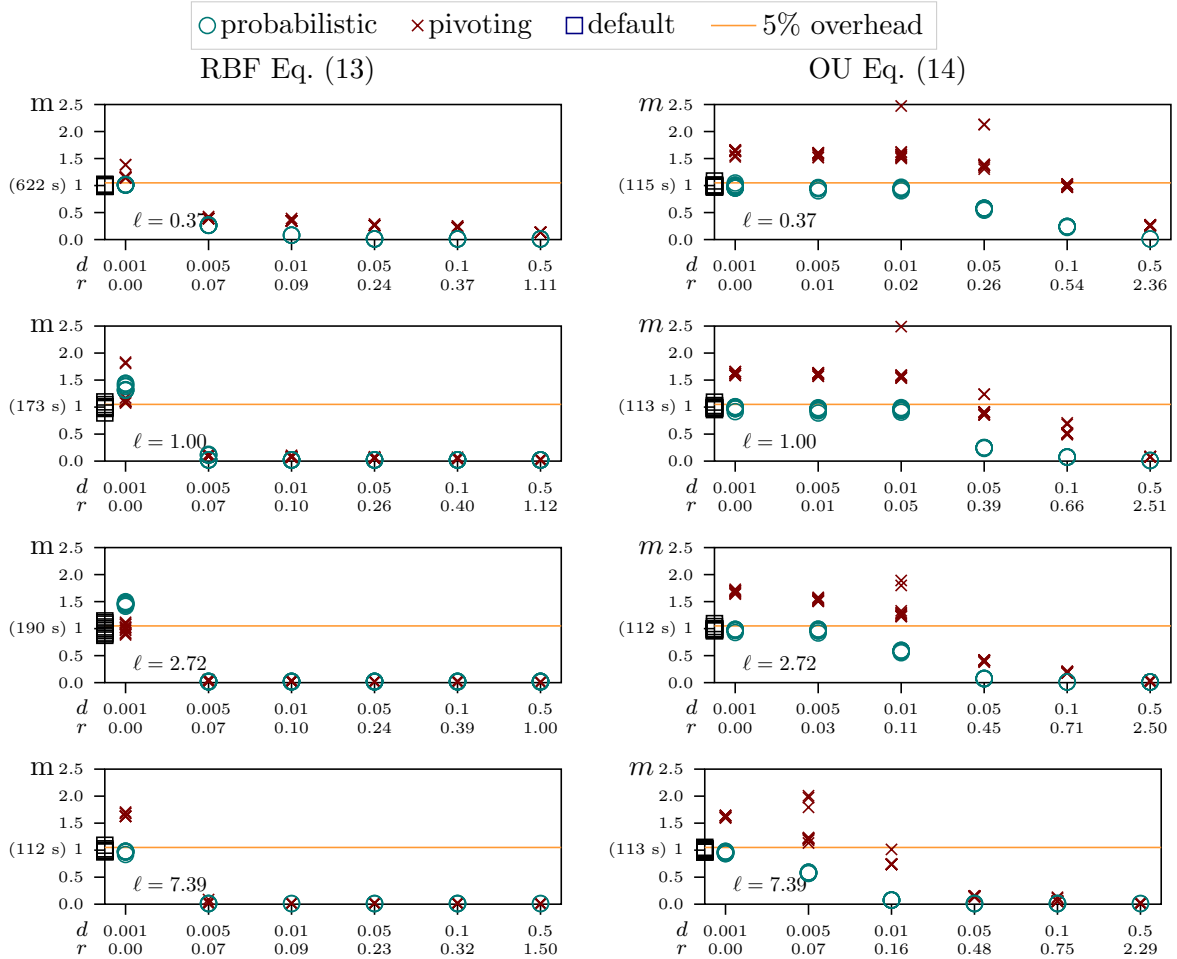 probabilistic pivoting default 5% overhead
RBF Eq. (13) OU Eq. (14)
m 2.5 m 2.5
2.0 2.0
1.5 1.5
(622 s) 1 (115 s) 1
0.5 0.5
ℓ = 0.37 ℓ = 0.37
0.0 0.0
d 0.001 0.005 0.01 0.05 0.1 0.5 d 0.001 0.005 0.01 0.05 0.1 0.5
r 0.00 0.07 0.09 0.24 0.37 1.11 r 0.00 0.01 0.02 0.26 0.54 2.36
m 2.5 m 2.5
2.0 2.0
1.5 1.5
(173 s) 1 (113 s) 1
0.5 0.5
ℓ = 1.00 ℓ = 1.00
0.0 0.0
d 0.001 0.005 0.01 0.05 0.1 0.5 d 0.001 0.005 0.01 0.05 0.1 0.5
r 0.00 0.07 0.10 0.26 0.40 1.12 r 0.00 0.01 0.05 0.39 0.66 2.51
m 2.5 m 2.5
2.0 2.0
1.5 1.5
(190 s) 1 (112 s) 1
0.5 0.5
ℓ = 2.72 ℓ = 2.72
0.0 0.0
d 0.001 0.005 0.01 0.05 0.1 0.5 d 0.001 0.005 0.01 0.05 0.1 0.5
r 0.00 0.07 0.10 0.24 0.39 1.00 r 0.00 0.03 0.11 0.45 0.71 2.50
m 2.5 m 2.5
2.0 2.0
1.5 1.5
(112 s) 1 (113 s) 1
0.5 0.5
ℓ = 7.39 ℓ = 7.39
0.0 0.0
d 0.001 0.005 0.01 0.05 0.1 0.5 d 0.001 0.005 0.01 0.05 0.1 0.5
r 0.00 0.07 0.09 0.23 0.32 1.50 r 0.00 0.07 0.16 0.48 0.75 2.29